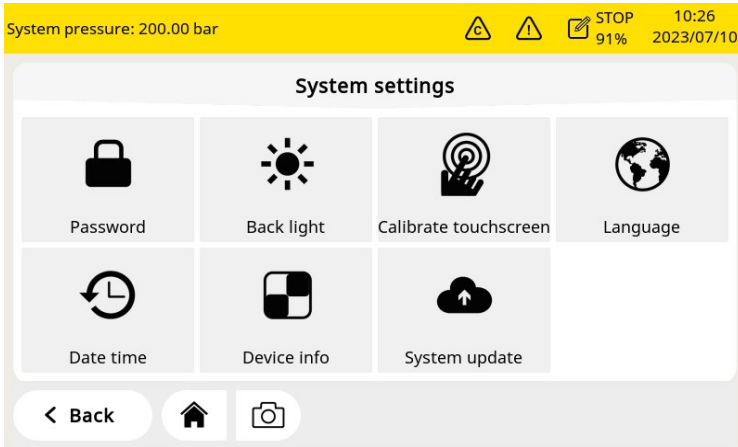 System pressure: 200.00 bar
C
!
STOP
91%
10:26
2023/07/10
System settings
Password
Back light
Calibrate touchscreen
Language
Date time
Device info
System update
Back